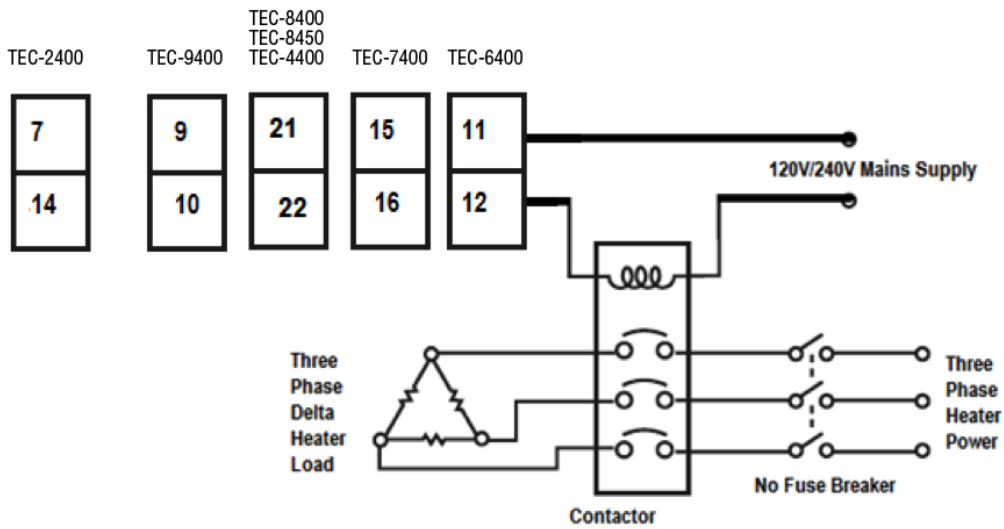 TEC-8400
TEC-8450
TEC-2400 TEC-9400 TEC-4400 TEC-7400 TEC-6400
7 9 21 15 11
14 10 22 16 12
120V/240V Mains Supply
Three
Phase
Delta
Heater
Load
Three
Phase
Heater
Power
No Fuse Breaker
Contactor